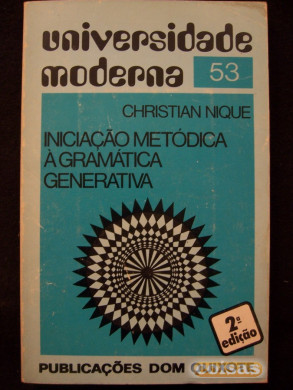 universidade
moderna 53
CHRISTIAN NIQUE
INICIAÇÃO METÓDICA
À GRAMÁTICA
GENERATIVA
2ª
edição
PUBLICAÇÕES DOM QUIXOTE